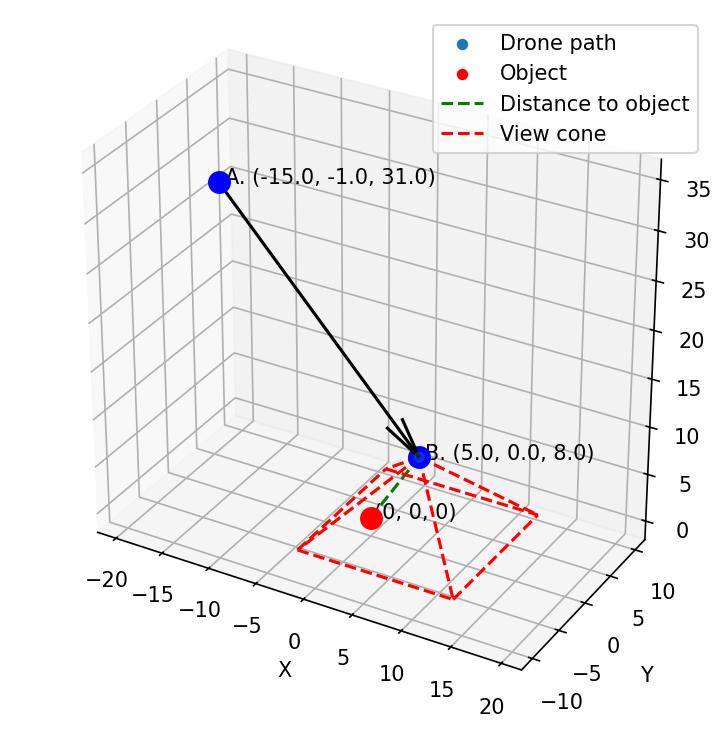 Drone path
Object
Distance to object
View cone
A. (-15.0, -1.0, 31.0)
B. (5.0, 0.0, 8.0)
(0, 0, 0)
35
30
25
20
15
10
5
0
−20
−15
−10
−5
0
5
10
15
20
X
−10
−5
0
5
10
Y